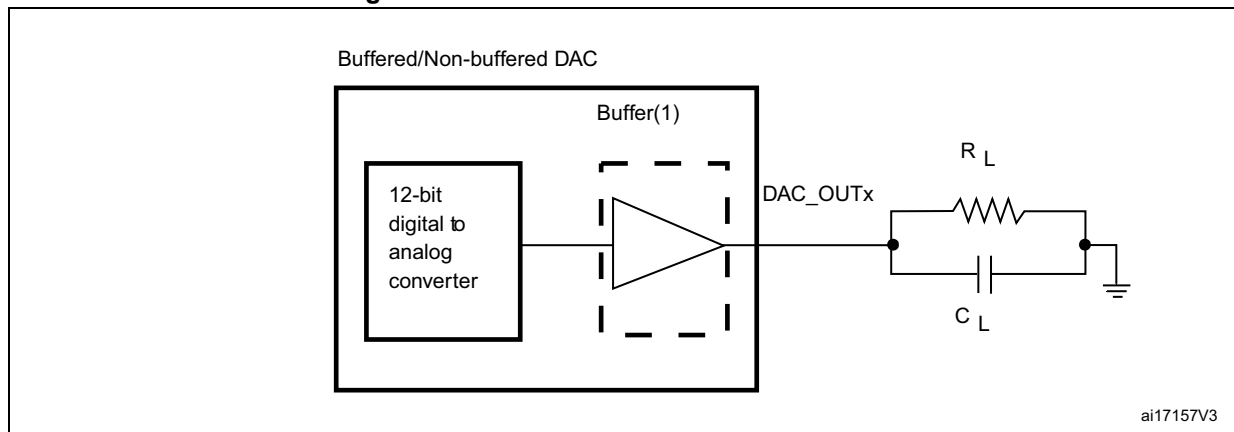 Buffered/Non-buffered DAC
Buffer(1)
12-bit
digital to
analog
converter
DAC_OUTx
R L
C L
ai17157V3